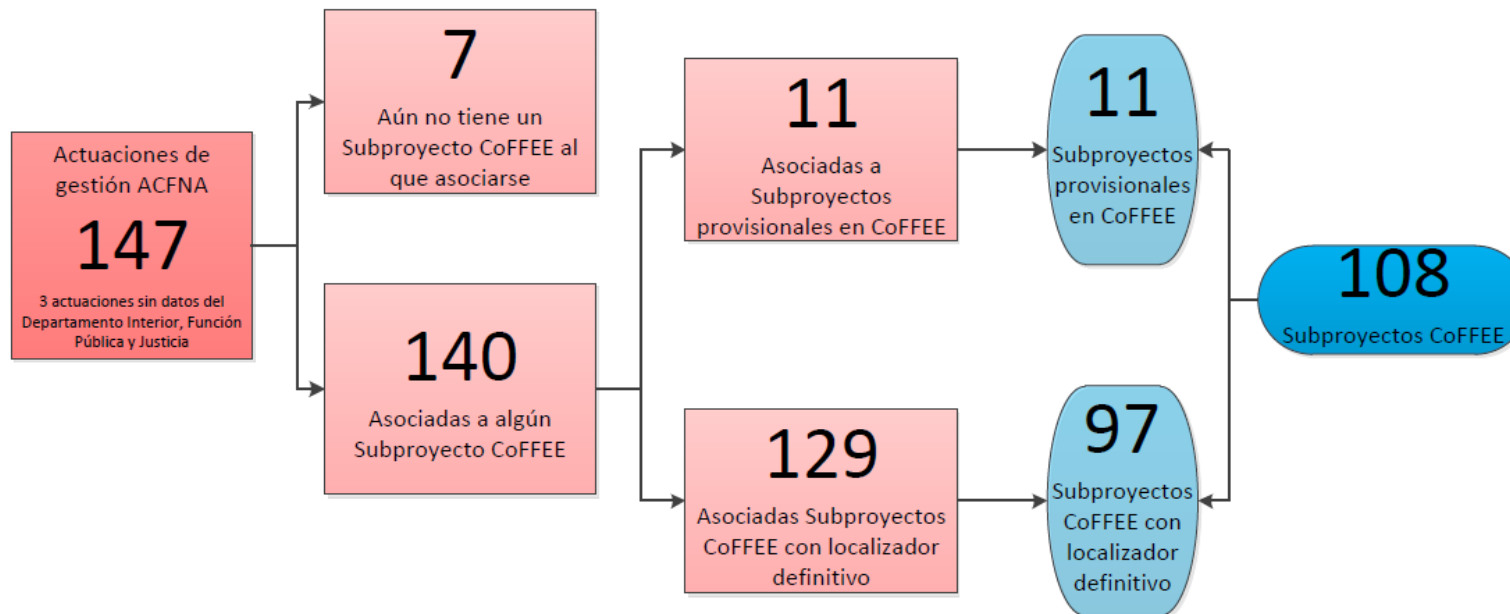 Actuaciones de
gestión ACFNA
147
3 actuaciones sin datos del
Departamento Interior, Función
Pública y Justicia
7
Aún no tiene un
Subproyecto CoFFEE al
que asociarse
140
Asociadas a algún
Subproyecto CoFFEE
11
Asociadas a
Subproyectos
provisionales en CoFFEE
129
Asociadas Subproyectos
CoFFEE con localizador
definitivo
11
Subproyectos
provisionales
en CoFFEE
97
Subproyectos
CoFFEE con
localizador
definitivo
108
Subproyectos CoFFEE